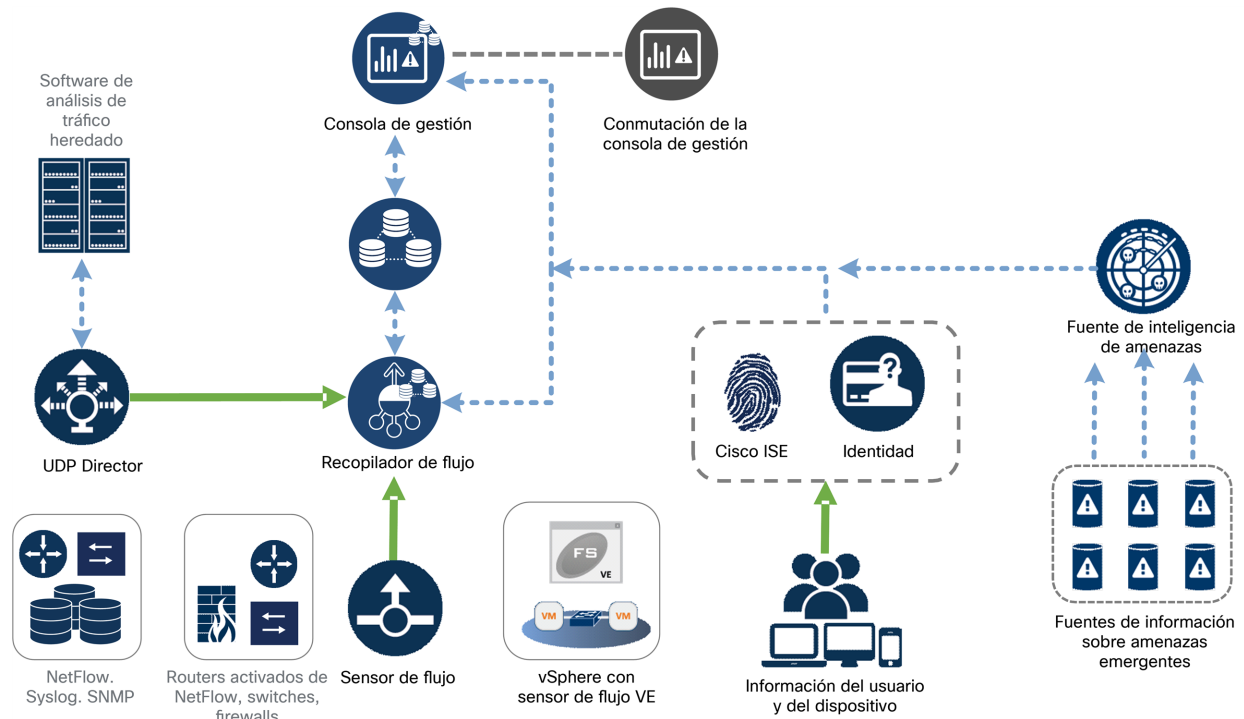 Software de
análisis de
tráfico
heredado
Consola de gestión
Conmutación de la
consola de gestión
Fuente de inteligencia
de amenazas
UDP Director
Recopilador de flujo
Cisco ISE
?
Identidad
FS
VE
VM
VM
NetFlow.
Syslog. SNMP
Routers activados de
NetFlow, switches,
firewalls
Sensor de flujo
vSphere con
sensor de flujo VE
Información del usuario
y del dispositivo
Fuentes de información
sobre amenazas
emergentes